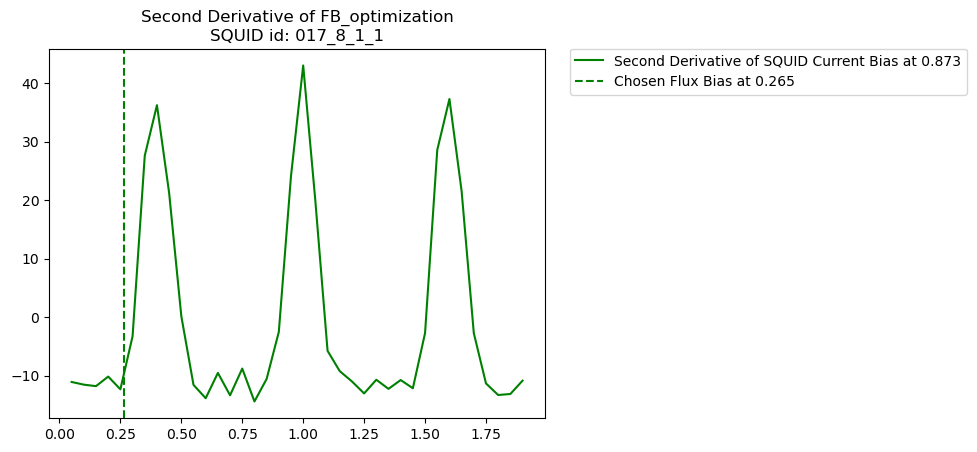 Second Derivative of FB_optimization
SQUID id: 017_8_1_1
Second Derivative of SQUID Current Bias at 0.873
Chosen Flux Bias at 0.265
40
30
20
10
0
−10
0.00 0.25 0.50 0.75 1.00 1.25 1.50 1.75